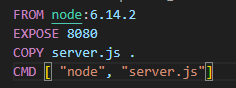 FROM node:6.14.2
EXPOSE 8080
COPY server.js .
CMD [ "node", "server.js"]